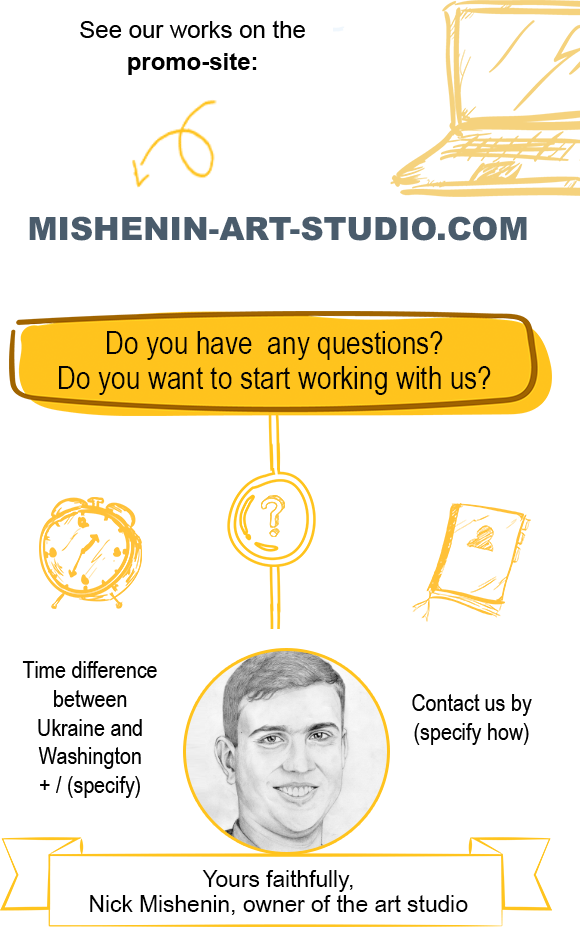 See our works on the
promo-site:
MISHENIN-ART-STUDIO.COM
Do you have any questions?
Do you want to start working with us?
?
Time difference
between
Ukraine and
Washington
+ / (specify)
Contact us by
(specify how)
Yours faithfully,
Nick Mishenin, owner of the art studio